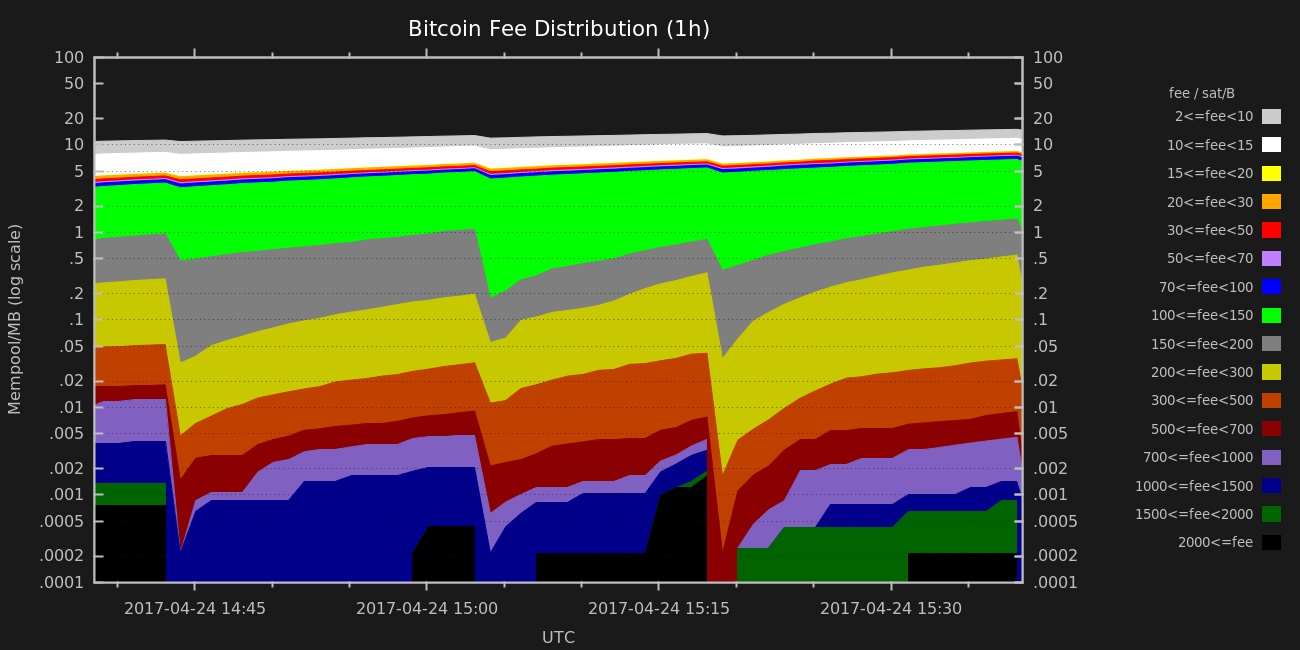 Bitcoin Fee Distribution (1h)
100
50
20
10
5
2
1
.5
.2
.1
.05
.02
.01
.005
.002
.001
.0005
.0002
.0001
Mempool/MB (log scale)
100
50
20
10
5
2
1
.5
.2
.1
.05
.02
.01
.005
.002
.001
.0005
.0002
.0001
2017-04-24 14:45
2017-04-24 15:00
2017-04-24 15:15
2017-04-24 15:30
UTC
fee / sat/B
2<=fee<10
10<=fee<15
15<=fee<20
20<=fee<30
30<=fee<50
50<=fee<70
70<=fee<100
100<=fee<150
150<=fee<200
200<=fee<300
300<=fee<500
500<=fee<700
700<=fee<1000
1000<=fee<1500
1500<=fee<2000
2000<=fee